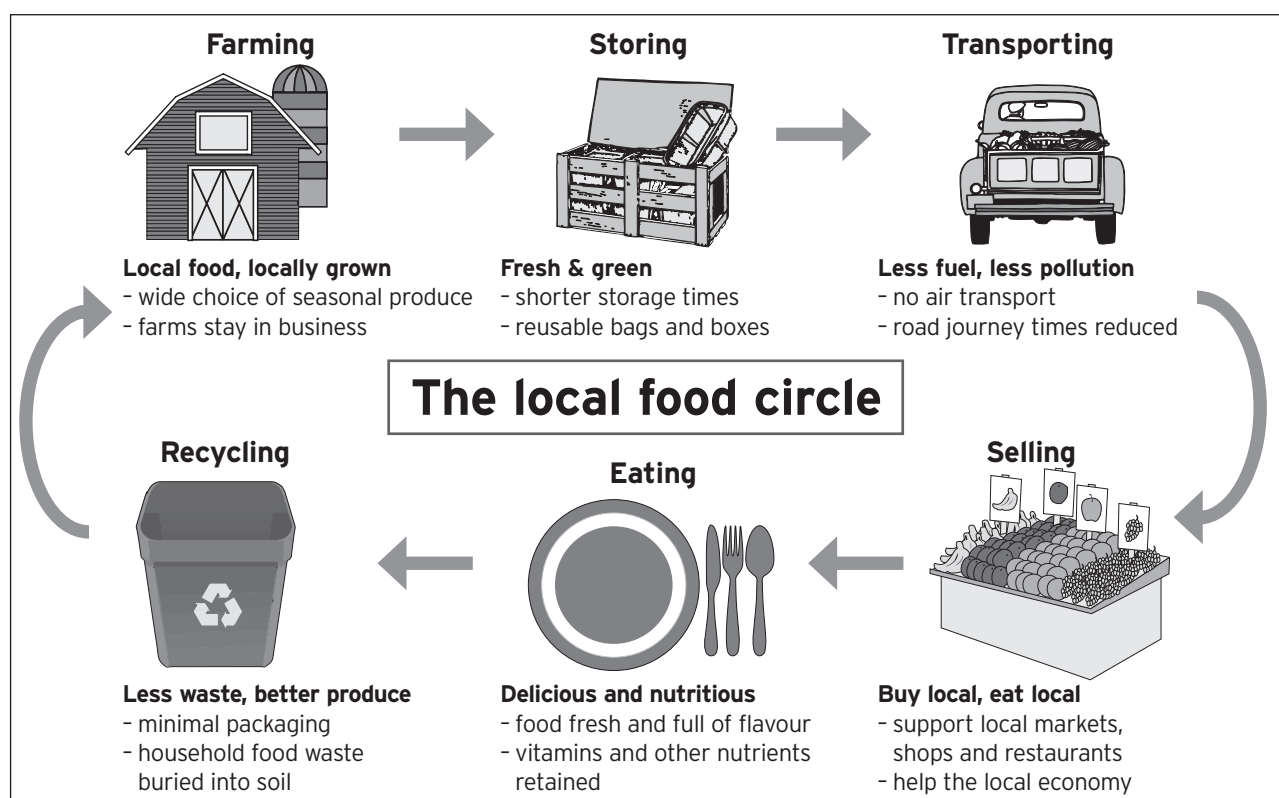 Farming
Storing
Transporting
Local food, locally grown
– wide choice of seasonal produce
– farms stay in business
Fresh & green
– shorter storage times
– reusable bags and boxes
Less fuel, less pollution
– no air transport
– road journey times reduced
The local food circle
Recycling
Eating
Selling
Less waste, better produce
– minimal packaging
– household food waste
buried into soil
Delicious and nutritious
– food fresh and full of flavour
– vitamins and other nutrients
retained
Buy local, eat local
– support local markets,
shops and restaurants
– help the local economy